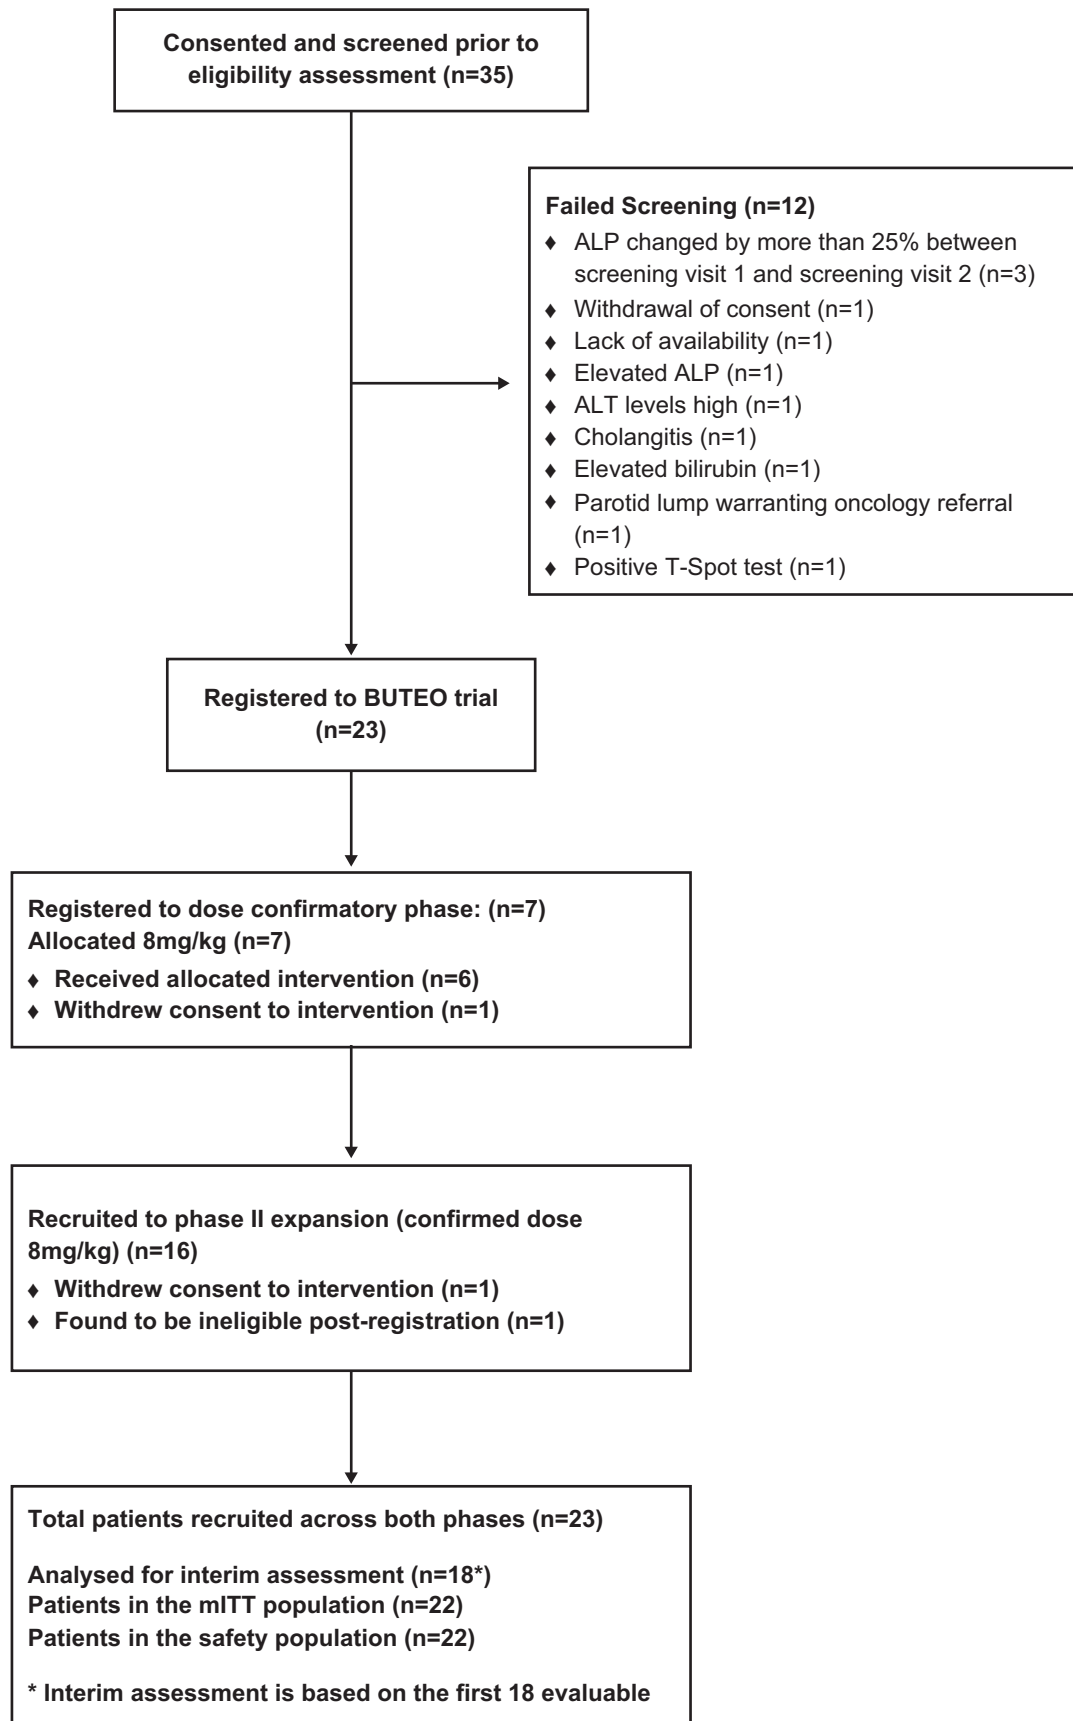 Consented and screened prior to
eligibility assessment (n=35)
Failed Screening (n=12)
♦ ALP changed by more than 25% between
screening visit 1 and screening visit 2 (n=3)
♦ Withdrawal of consent (n=1)
♦ Lack of availability (n=1)
♦ Elevated ALP (n=1)
♦ ALT levels high (n=1)
♦ Cholangitis (n=1)
♦ Elevated bilirubin (n=1)
♦ Parotid lump warranting oncology referral
(n=1)
♦ Positive T-Spot test (n=1)
Registered to BUTEO trial
(n=23)
Registered to dose confirmatory phase: (n=7)
Allocated 8mg/kg (n=7)
♦ Received allocated intervention (n=6)
♦ Withdrew consent to intervention (n=1)
Recruited to phase II expansion (confirmed dose
8mg/kg) (n=16)
♦ Withdrew consent to intervention (n=1)
♦ Found to be ineligible post-registration (n=1)
Total patients recruited across both phases (n=23)
Analysed for interim assessment (n=18*)
Patients in the mITT population (n=22)
Patients in the safety population (n=22)
* Interim assessment is based on the first 18 evaluable